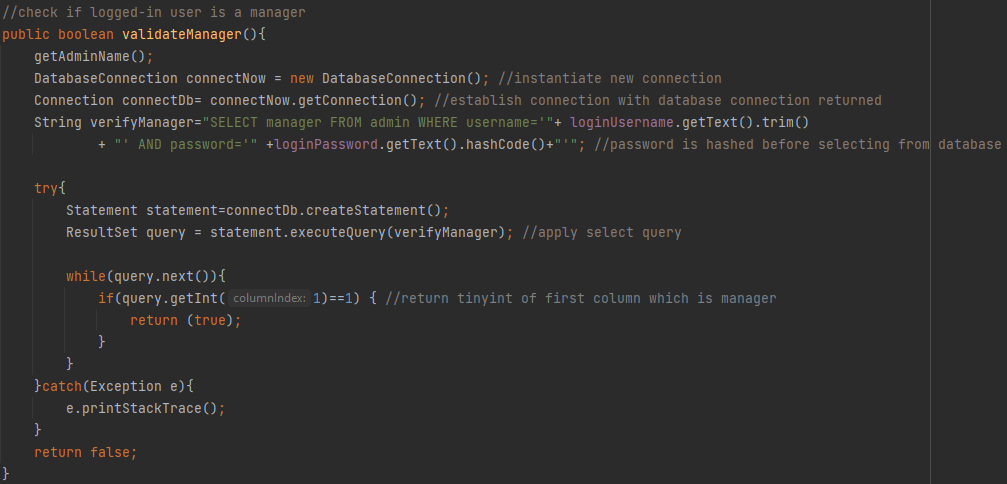 //check if logged-in user is a manager
public boolean validateManager(){
    getAdminName();
    DatabaseConnection connectNow = new DatabaseConnection(); //instantiate new connection
    Connection connectDb= connectNow.getConnection(); //establish connection with database connection returned
    String verifyManager="SELECT manager FROM admin WHERE username='"+ loginUsername.getText().trim()
            + "' AND password='" +loginPassword.getText().hashCode()+"'"; //password is hashed before selecting from database
    try{
        Statement statement=connectDb.createStatement();
        ResultSet query = statement.executeQuery(verifyManager); //apply select query
        while(query.next()){
            if(query.getInt( columnIndex: 1)==1) { //return tinyint of first column which is manager
                return (true);
            }
        }
    }catch(Exception e){
        e.printStackTrace();
    }
    return false;
}